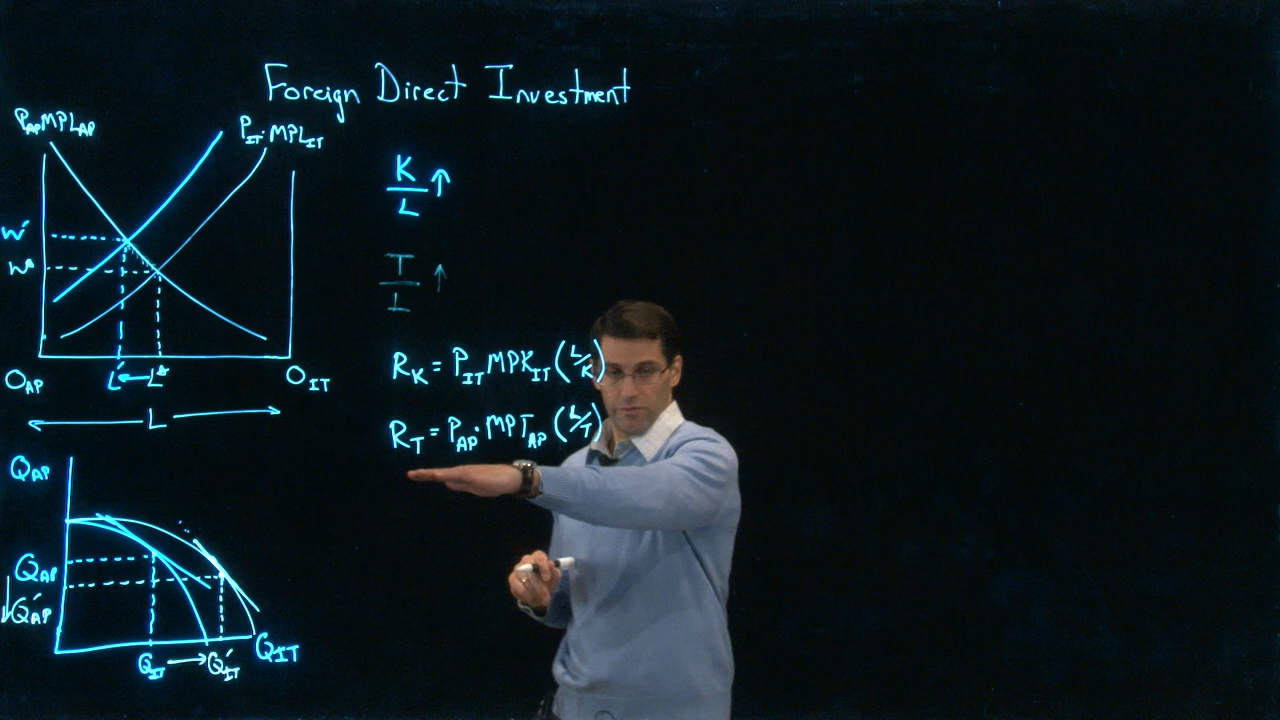 Foreign Direct Investment
P_AP MPL_AP
P_IT · MPL_IT
W'
W*
O_AP
L' ← L*
O_IT
← L →
Q_AP
Q_AP
↓ Q'_AP
Q_IT → Q'_IT
Q_IT
K/L ↑
T/L ↑
R_K = P_IT MPK_IT (L/K)
R_T = P_AP · MPT_AP (L/T)